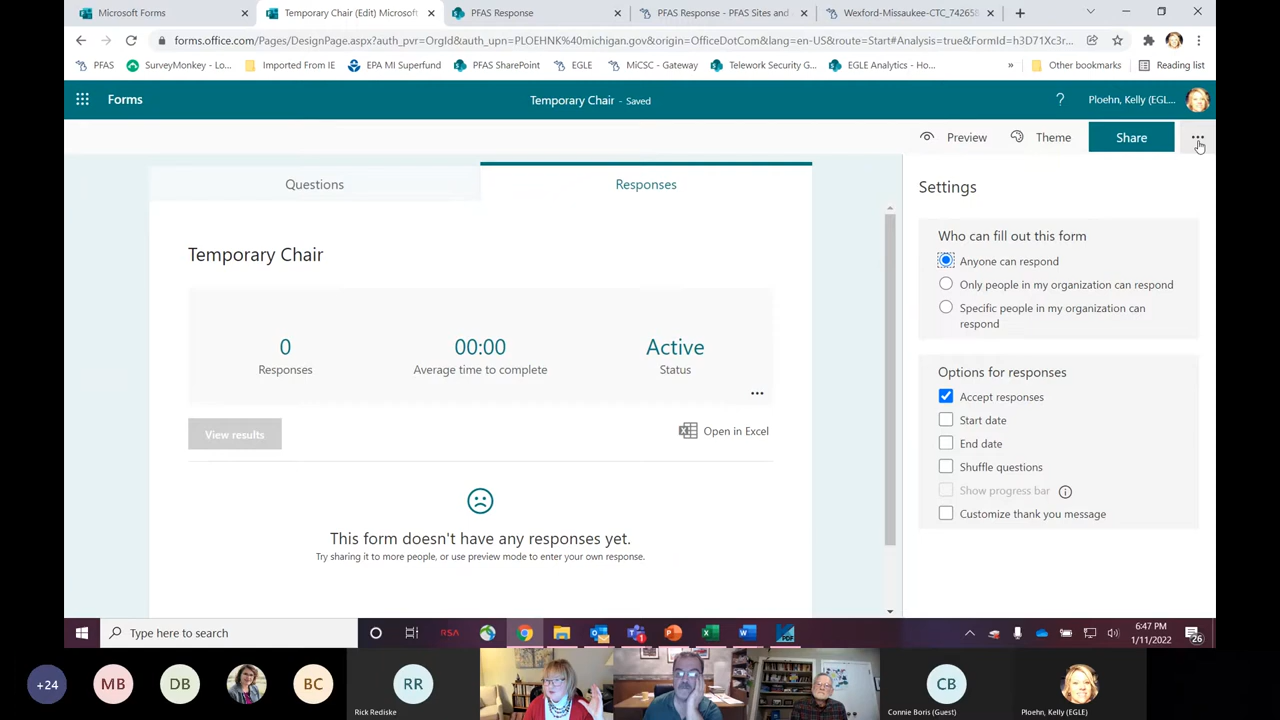 Microsoft Forms
Temporary Chair (Edit) Microsoft
PFAS Response
PFAS Response - PFAS Sites and
Wexford-Missaukee-CTC_74265
forms.office.com/Pages/DesignPage.aspx?auth_pvr=OrgId&auth_upn=PLOEHNK%40michigan.gov&origin=OfficeDotCom&lang=en-US&route=Start#Analysis=true&FormId=h3D71Xc3r...
PFAS
SurveyMonkey - Lo...
Imported From IE
EPA MI Superfund
PFAS SharePoint
EGLE
MiCSC - Gateway
Telework Security G...
EGLE Analytics - Ho...
»
Other bookmarks
Reading list
Forms
Temporary Chair - Saved
?
Ploehn, Kelly (EGL...
Preview
Theme
Share
...
Questions
Responses
Settings
Who can fill out this form
Anyone can respond
Only people in my organization can respond
Specific people in my organization can
respond
Temporary Chair
0
Responses
00:00
Average time to complete
Active
Status
...
View results
Open in Excel
Options for responses
Accept responses
Start date
End date
Shuffle questions
Show progress bar
Customize thank you message
This form doesn't have any responses yet.
Try sharing it to more people, or use preview mode to enter your own response.
Type here to search
RSA
6:47 PM
1/11/2022
26
+24
MB
DB
BC
RR
Rick Rediske
CB
Connie Boris (Guest)
Ploehn, Kelly (EGLE)